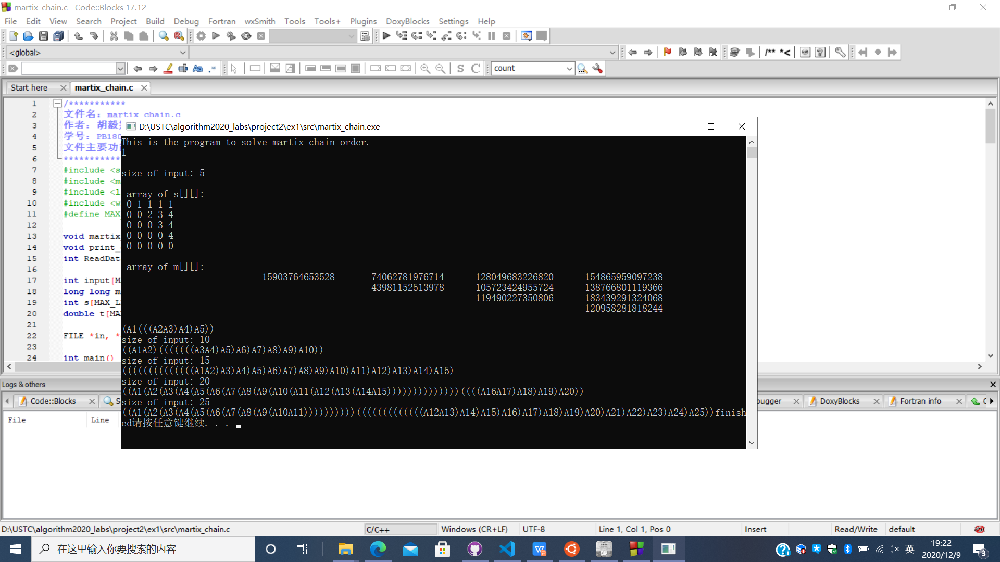 martix_chain.c - Code::Blocks 17.12
File Edit View Search Project Build Debug Fortran wxSmith Tools Tools+ Plugins DoxyBlocks Settings Help
<global>
/** *<
count
Start here
martix_chain.c
1 /***********
2 文件名: martix_chain.c
3 作者: 胡毅
4 学号: PB180
5 文件主要功
6 ***********
7 #include <s
8 #include <m
9 #include <l
10 #include <w
11 #define MAX_
12
13 void martix_
14 void print_
15 int ReadDat
16
17 int input[M
18 long long m
19 int s[MAX_L
20 double t[MA
21
22 FILE *in, *
23
24 int main()
D:\USTC\algorithm2020_labs\project2\ex1\src\martix_chain.exe
This is the program to solve martix chain order.
1
size of input: 5
array of s[][]:
0 1 1 1 1
0 0 2 3 4
0 0 0 3 4
0 0 0 0 4
0 0 0 0 0
array of m[][]:
15903764653528 74062781976714 128049683226820 154865959097238
43981152513978 105723424955724 138766801119366
119490227350806 183439291324068
120958281818244
(A1(((A2A3)A4)A5))
size of input: 10
((A1A2)(((((((A3A4)A5)A6)A7)A8)A9)A10))
size of input: 15
((((((((((((((A1A2)A3)A4)A5)A6)A7)A8)A9)A10)A11)A12)A13)A14)A15)
size of input: 20
((A1(A2(A3(A4(A5(A6(A7(A8(A9(A10(A11(A12(A13(A14A15))))))))))))))((((A16A17)A18)A19)A20))
size of input: 25
((A1(A2(A3(A4(A5(A6(A7(A8(A9(A10A11))))))))))(((((((((((((A12A13)A14)A15)A16)A17)A18)A19)A20)A21)A22)A23)A24)A25))finish
ed请按任意键继续. . .
Logs & others
Code::Blocks
S
bugger
DoxyBlocks
Fortran info
C
File Line
D:\USTC\algorithm2020_labs\project2\ex1\src\martix_chain.c
C/C++
Windows (CR+LF)
UTF-8
Line 1, Col 1, Pos 0
Insert
Read/Write
default
在这里输入你要搜索的内容
英
19:22
2020/12/9
3